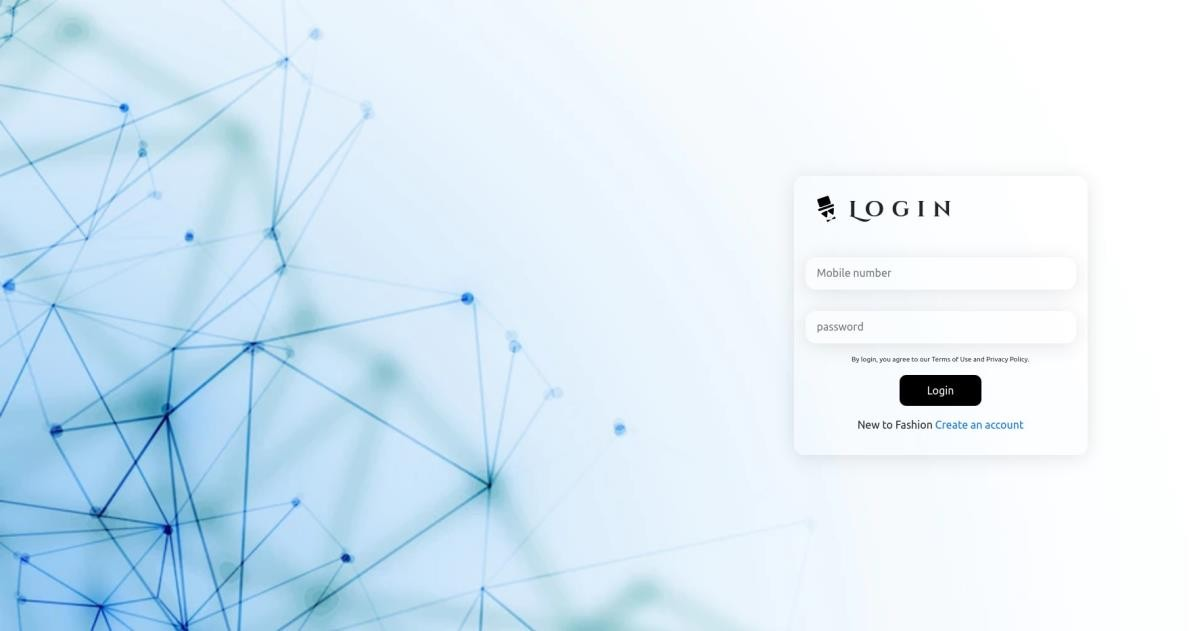 LOGIN
Mobile number
password
By login, you agree to our Terms of Use and Privacy Policy.
Login
New to Fashion Create an account